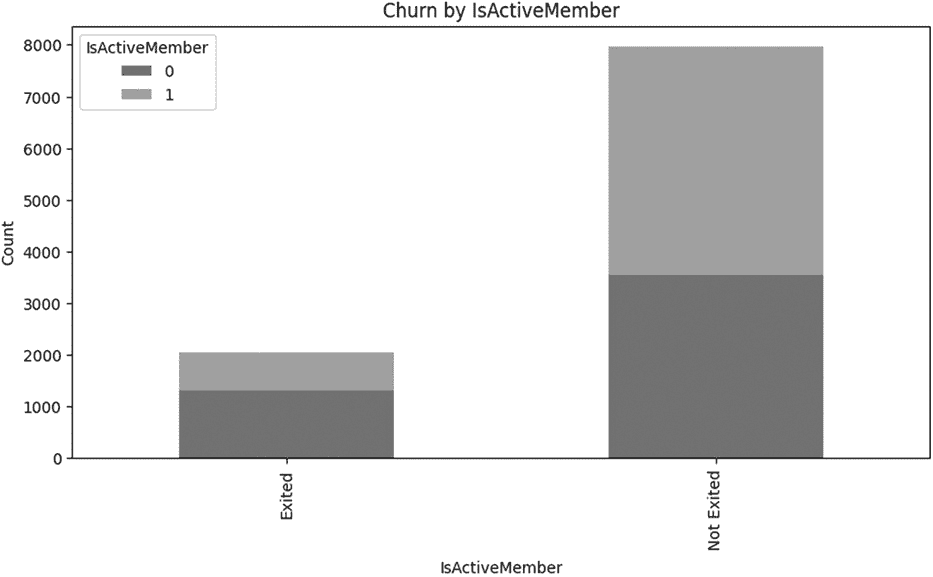 Churn by IsActiveMember
IsActiveMember
0
1
8000
7000
6000
5000
4000
3000
2000
1000
0
Count
Exited
Not Exited
IsActiveMember